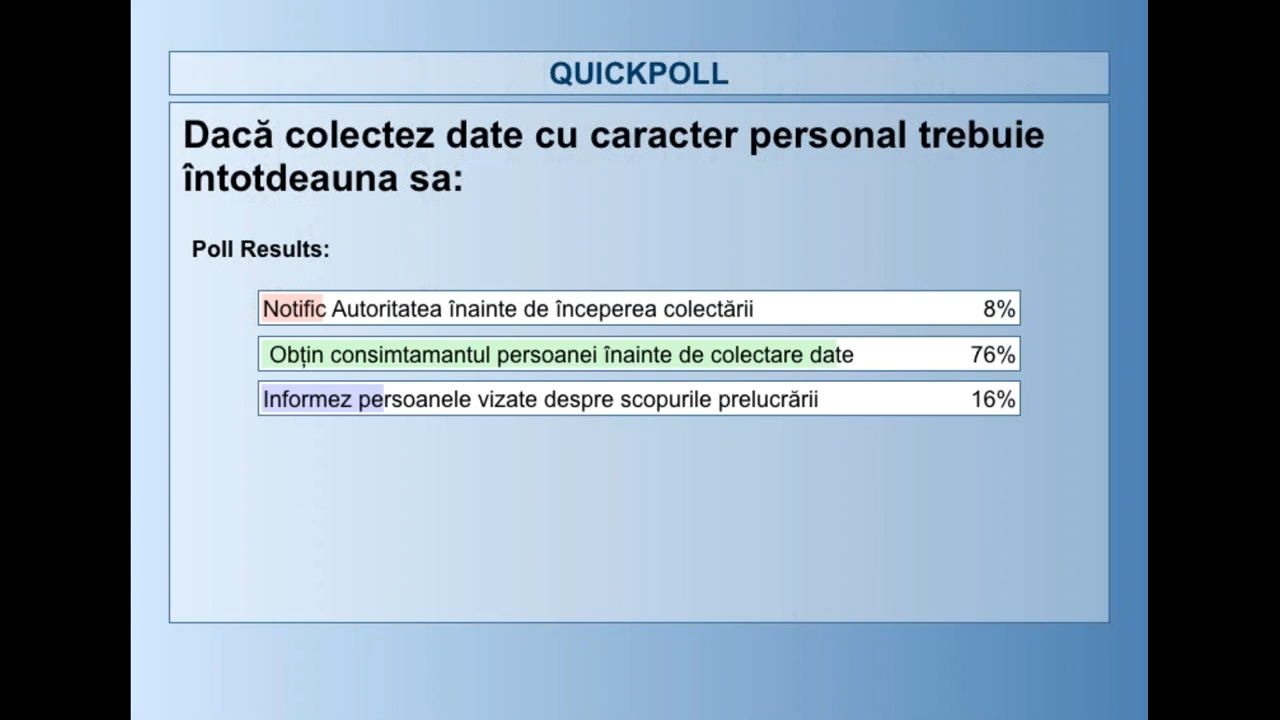 QUICKPOLL
Dacă colectez date cu caracter personal trebuie
întotdeauna sa:
Poll Results:
Notific Autoritatea înainte de începerea colectării 8%
Obțin consimtamantul persoanei înainte de colectare date 76%
Informez persoanele vizate despre scopurile prelucrării 16%